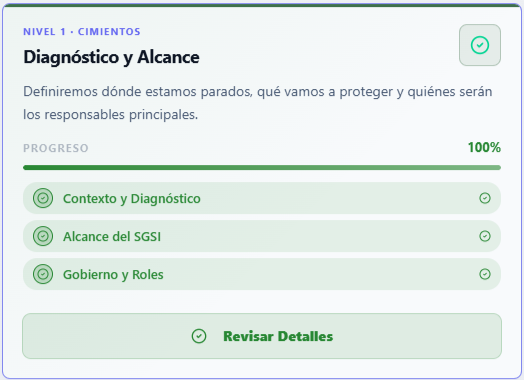 NIVEL 1 · CIMIENTOS
Diagnóstico y Alcance
Definiremos dónde estamos parados, qué vamos a proteger y quiénes serán
los responsables principales.
PROGRESO 100%
Contexto y Diagnóstico
Alcance del SGSI
Gobierno y Roles
Revisar Detalles